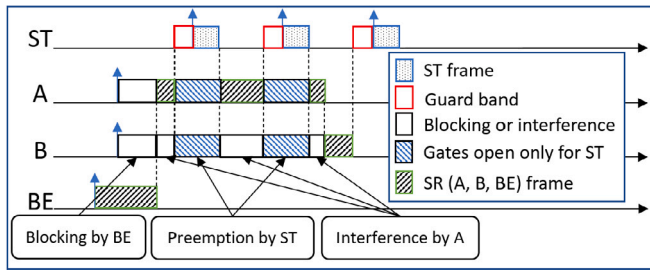 ST
A
B
BE
ST frame
Guard band
Blocking or interference
Gates open only for ST
SR (A, B, BE) frame
Blocking by BE
Preemption by ST
Interference by A